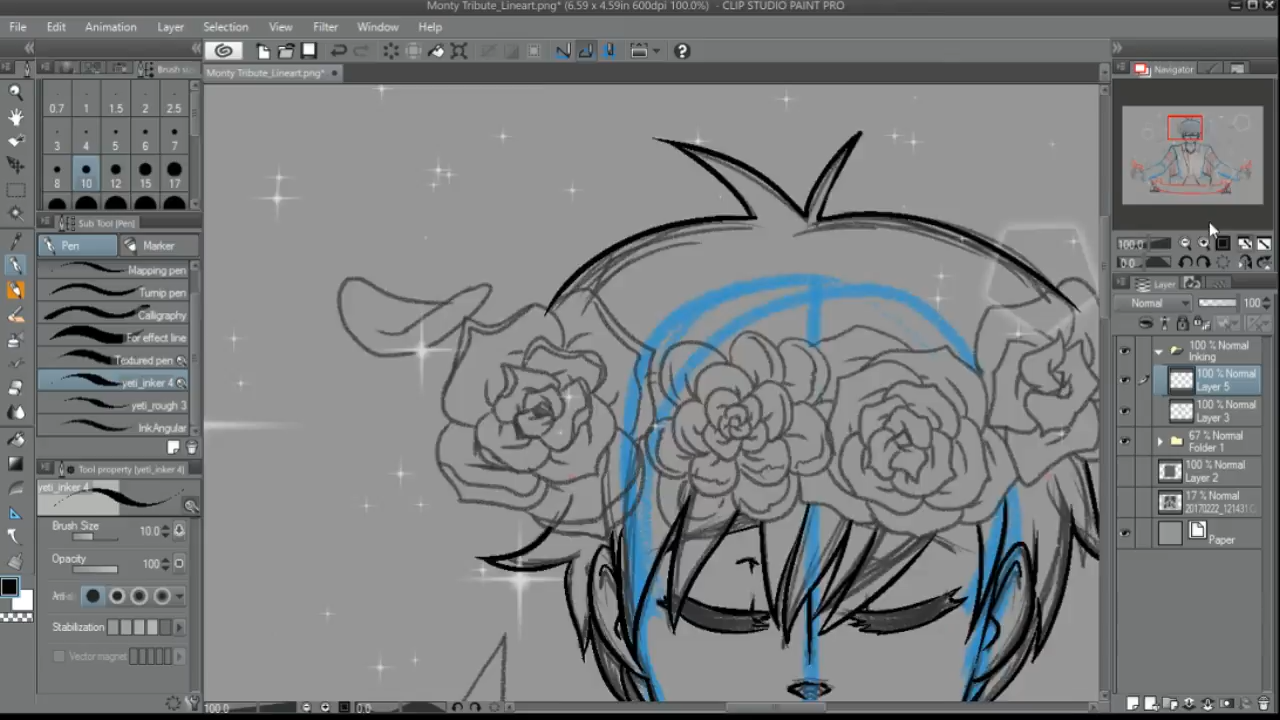 Monty Tribute_Lineart.png* (6.59 x 4.59in 600dpi 100.0%) - CLIP STUDIO PAINT PRO
File Edit Animation Layer Selection View Filter Window Help
Brush size
Monty Tribute_Lineart.png*
Navigator
0.7 1 1.5 2 2.5
3 4 5 6 7
8 10 12 15 17
Sub Tool [Pen]
Pen Marker
Mapping pen
Turnip pen
Calligraphy
For effect line
Textured pen
yeti_inker 4
yeti_rough 3
InkAngular
Tool property (yeti_inker 4)
yeti_inker 4
Brush Size 10.0
Opacity 100
Stabilization
Vector magnet
100.0
0.0
100.0
0.0
Layer
Normal 100
100 % Normal
Inking
100 % Normal
Layer 5
100 % Normal
Layer 3
67 % Normal
Folder 1
100 % Normal
Layer 2
17 % Normal
20170222_121431
Paper